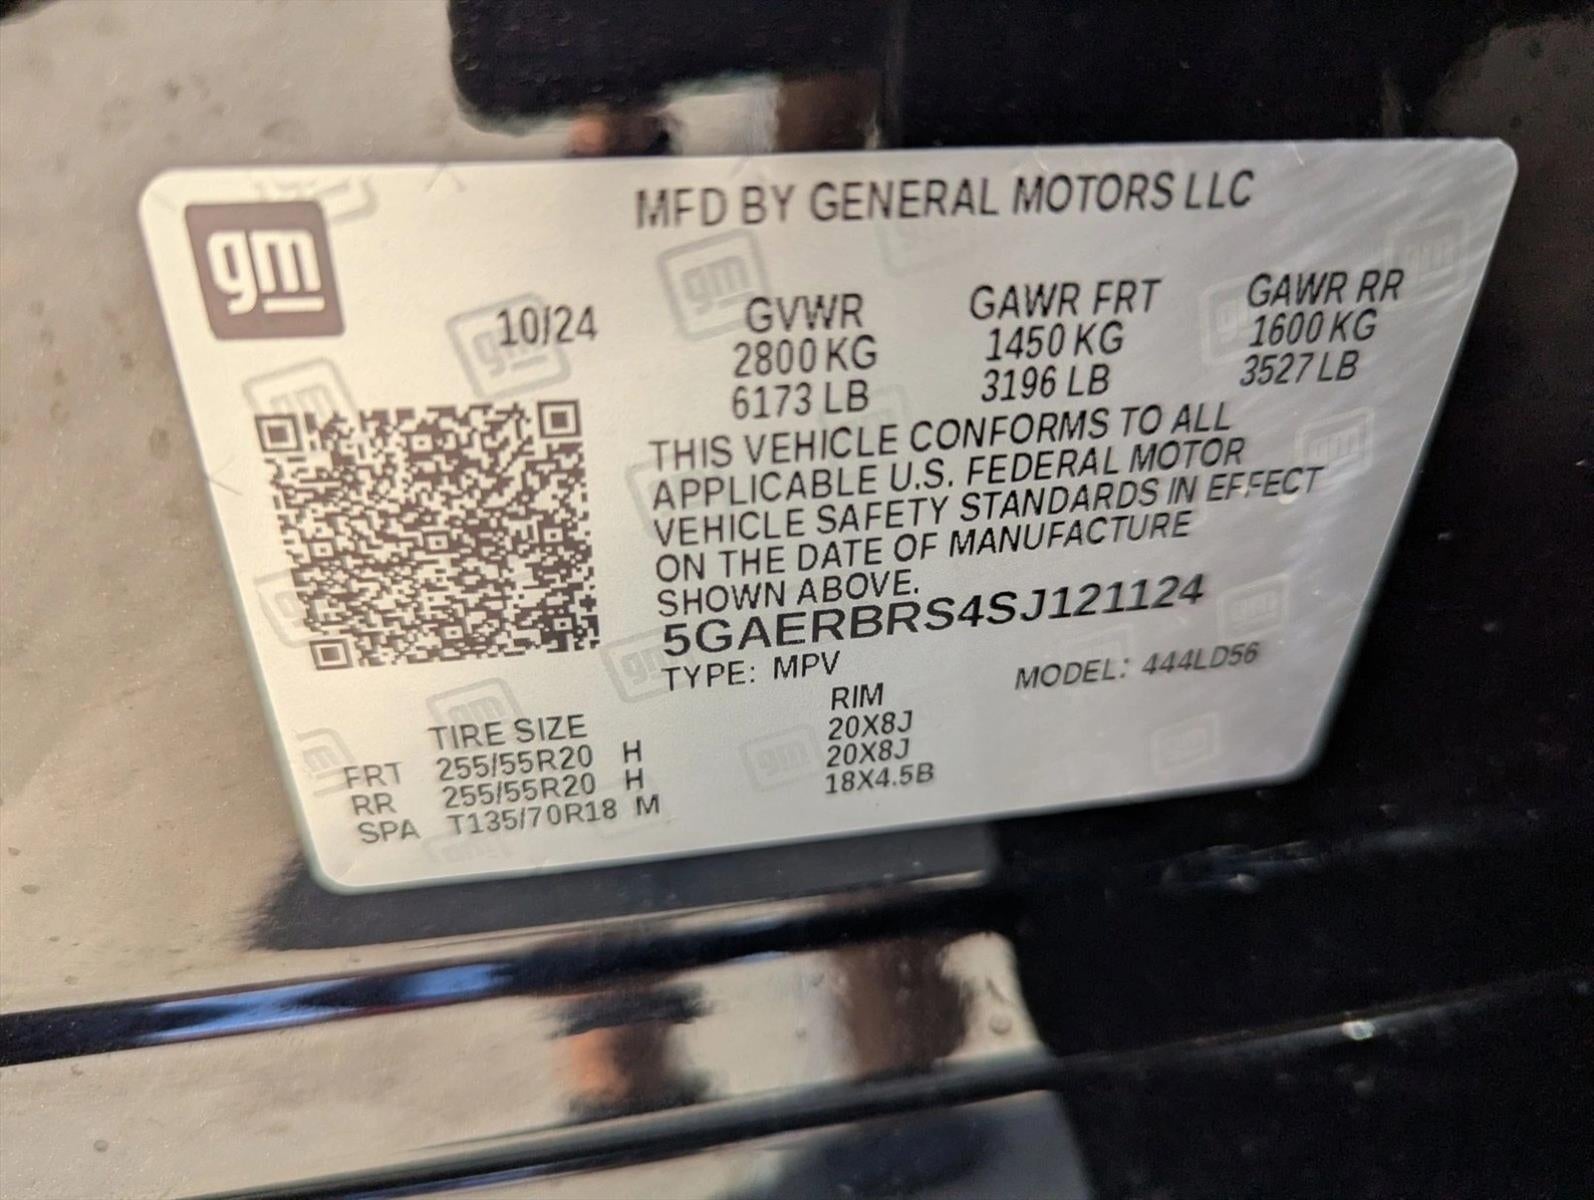 gm
MFD BY GENERAL MOTORS LLC
10/24 GVWR GAWR FRT GAWR RR
2800 KG 1450 KG 1600 KG
6173 LB 3196 LB 3527 LB
THIS VEHICLE CONFORMS TO ALL
APPLICABLE U.S. FEDERAL MOTOR
VEHICLE SAFETY STANDARDS IN EFFECT
ON THE DATE OF MANUFACTURE
SHOWN ABOVE.
5GAERBRS4SJ121124
TYPE: MPV MODEL: 444LD56
TIRE SIZE RIM
FRT 255/55R20 H 20X8J
RR 255/55R20 H 20X8J
SPA T135/70R18 M 18X4.5B